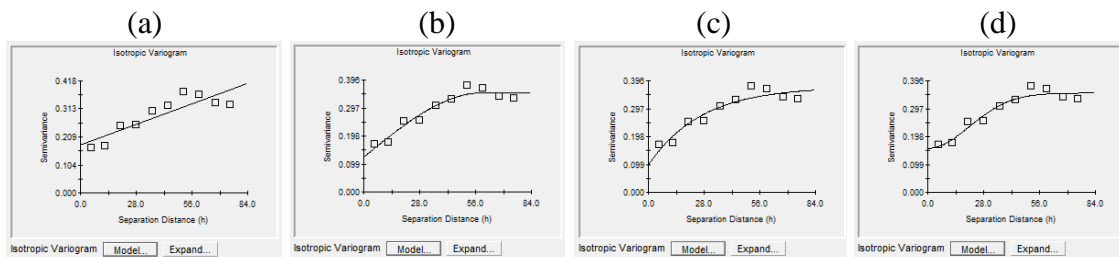 (a)
Isotropic Variogram
0.418
0.313
0.209
0.104
0.000
Semivariance
0.0 28.0 56.0 84.0
Separation Distance (h)
Isotropic Variogram Model... Expand...
(b)
Isotropic Variogram
0.396
0.297
0.198
0.099
0.000
Semivariance
0.0 28.0 56.0 84.0
Separation Distance (h)
Isotropic Variogram Model... Expand...
(c)
Isotropic Variogram
0.396
0.297
0.198
0.099
0.000
Semivariance
0.0 28.0 56.0 84.0
Separation Distance (h)
Isotropic Variogram Model... Expand...
(d)
Isotropic Variogram
0.396
0.297
0.198
0.099
0.000
Semivariance
0.0 28.0 56.0 84.0
Separation Distance (h)
Isotropic Variogram Model... Expand...